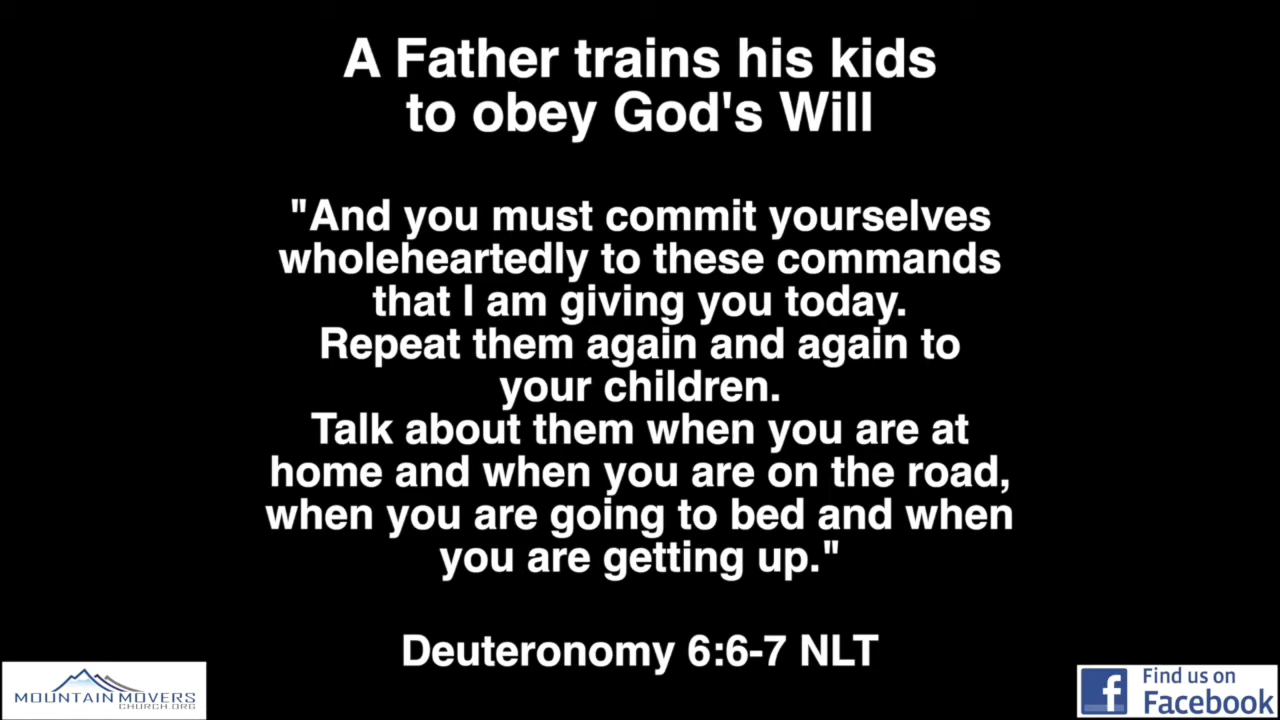 A Father trains his kids
to obey God's Will
"And you must commit yourselves
wholeheartedly to these commands
that I am giving you today.
Repeat them again and again to
your children.
Talk about them when you are at
home and when you are on the road,
when you are going to bed and when
you are getting up."
Deuteronomy 6:6-7 NLT
MOUNTAIN MOVERS
CHURCH.ORG
f
Find us on
Facebook